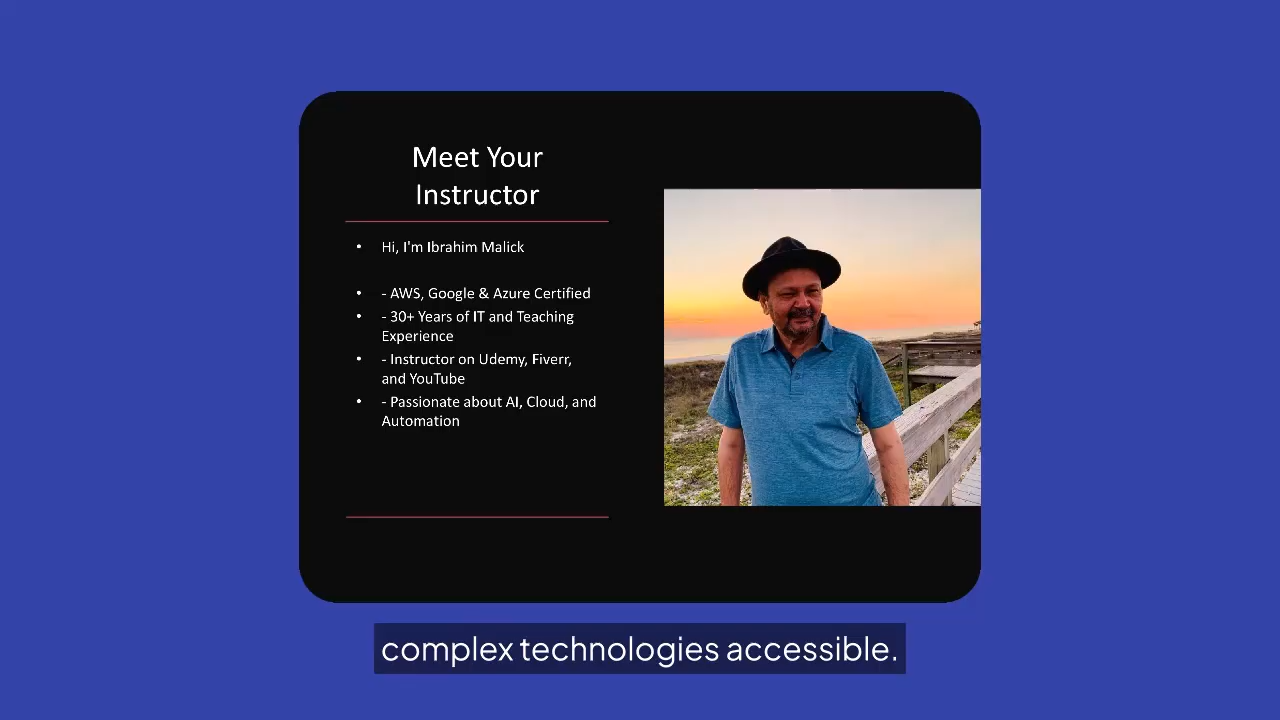 Meet Your
Instructor
• Hi, I'm Ibrahim Malick
• - AWS, Google & Azure Certified
• - 30+ Years of IT and Teaching
Experience
• - Instructor on Udemy, Fiverr,
and YouTube
• - Passionate about AI, Cloud, and
Automation
complex technologies accessible.